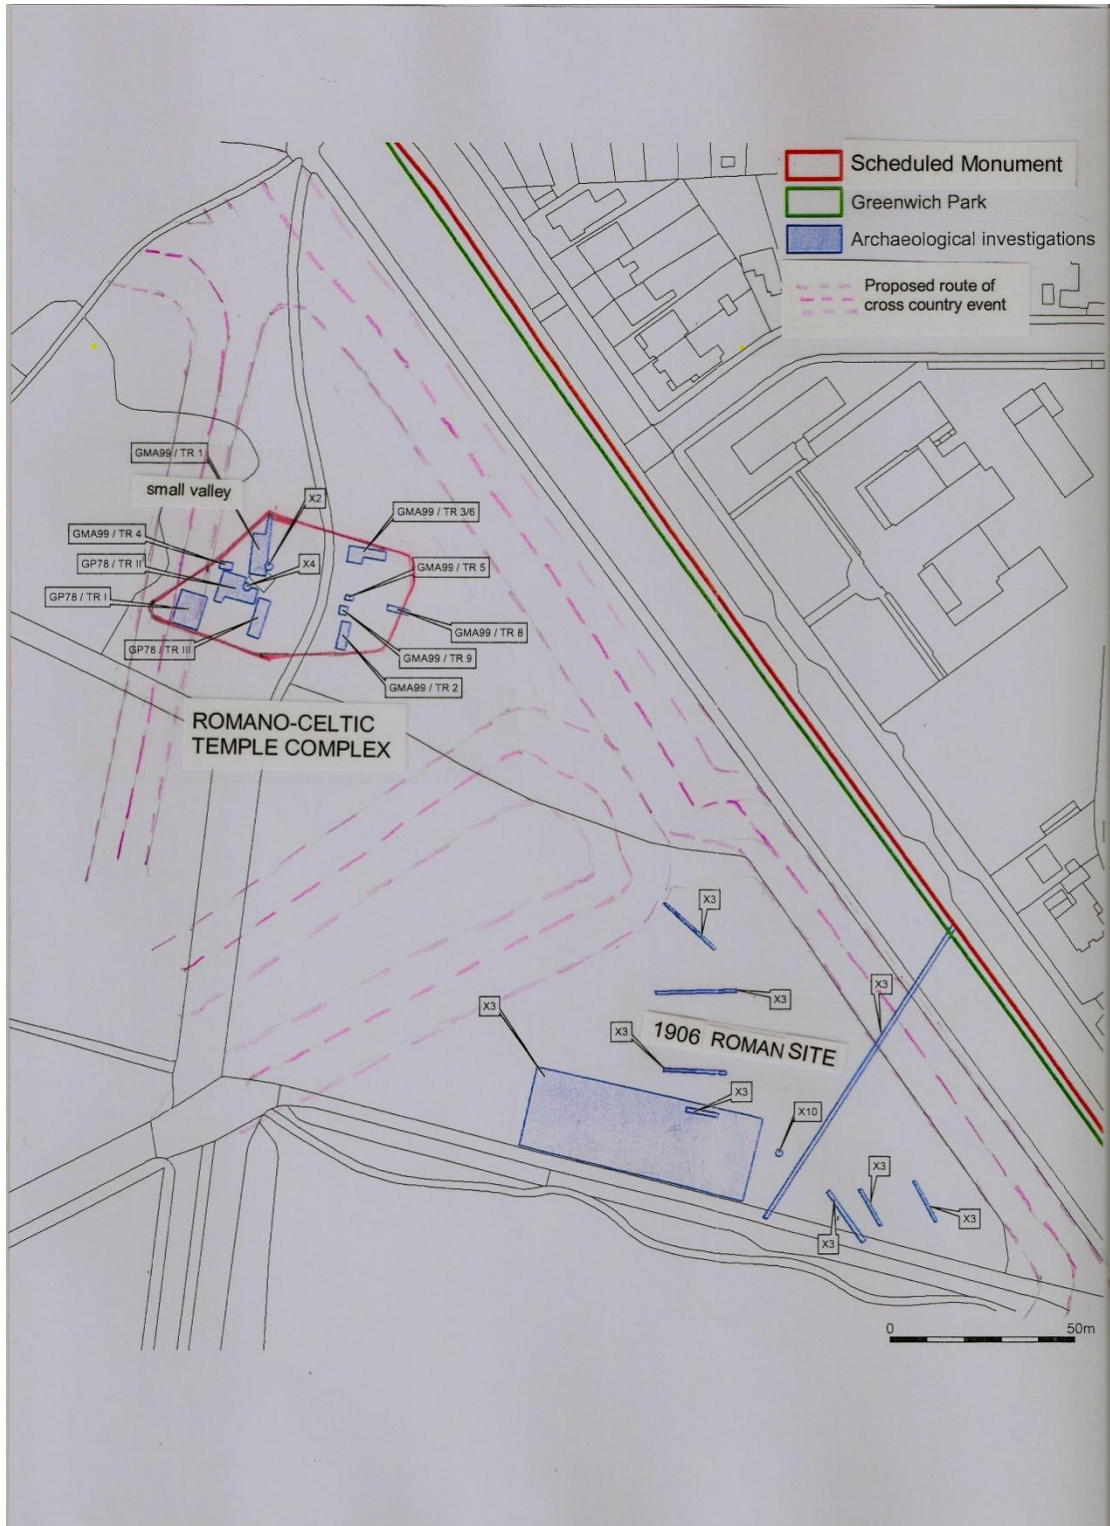 Scheduled Monument
Greenwich Park
Archaeological investigations
Proposed route of
cross country event
GMA99 / TR 1
small valley
X2
GMA99 / TR 3/6
GMA99 / TR 4
GP78 / TR II
X4
GMA99 / TR 5
GP78 / TR I
GMA99 / TR 8
GP78 / TR III
GMA99 / TR 9
GMA99 / TR 2
ROMANO-CELTIC
TEMPLE COMPLEX
X3
X3
X3
X3
X3
1906 ROMAN SITE
X3
X10
X3
X3
X3
0 50m